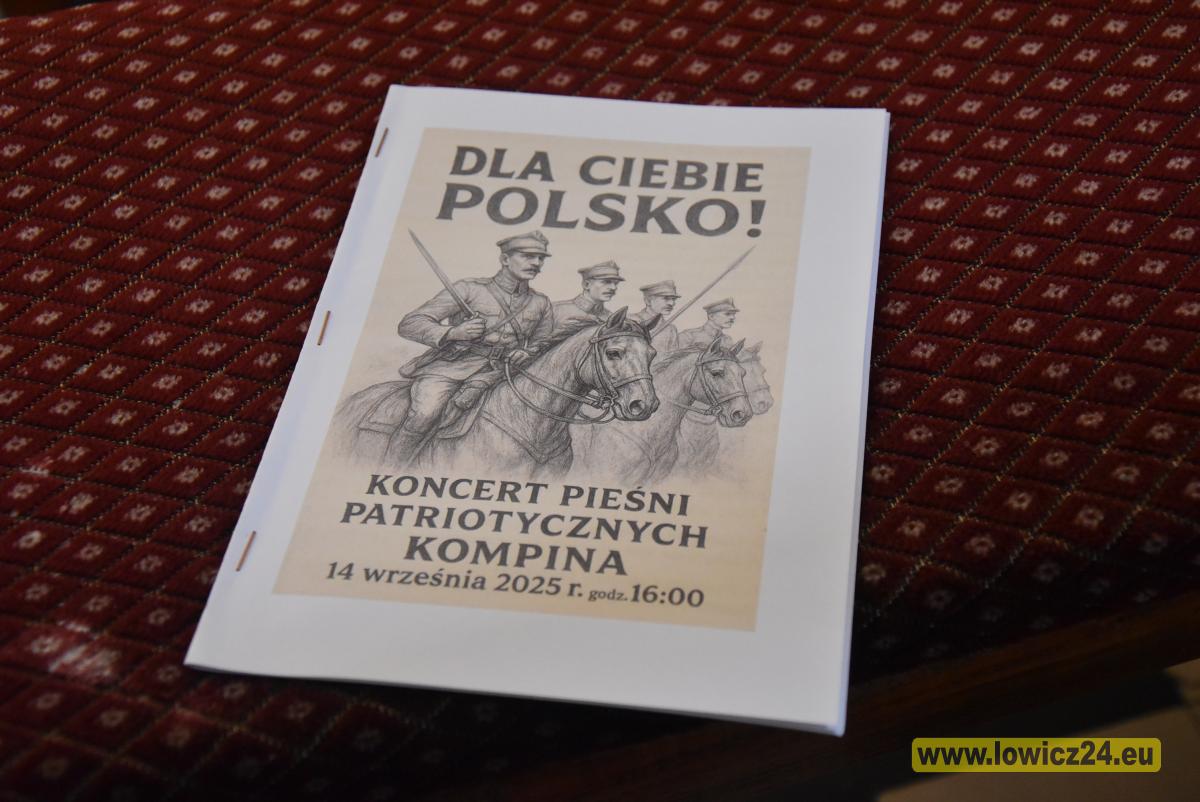 DLA CIEBIE
POLSKO!
KONCERT PIEŚNI
PATRIOTYCZNYCH
KOMPINA
14 września 2025 r. godz. 16:00
www.lowicz24.eu